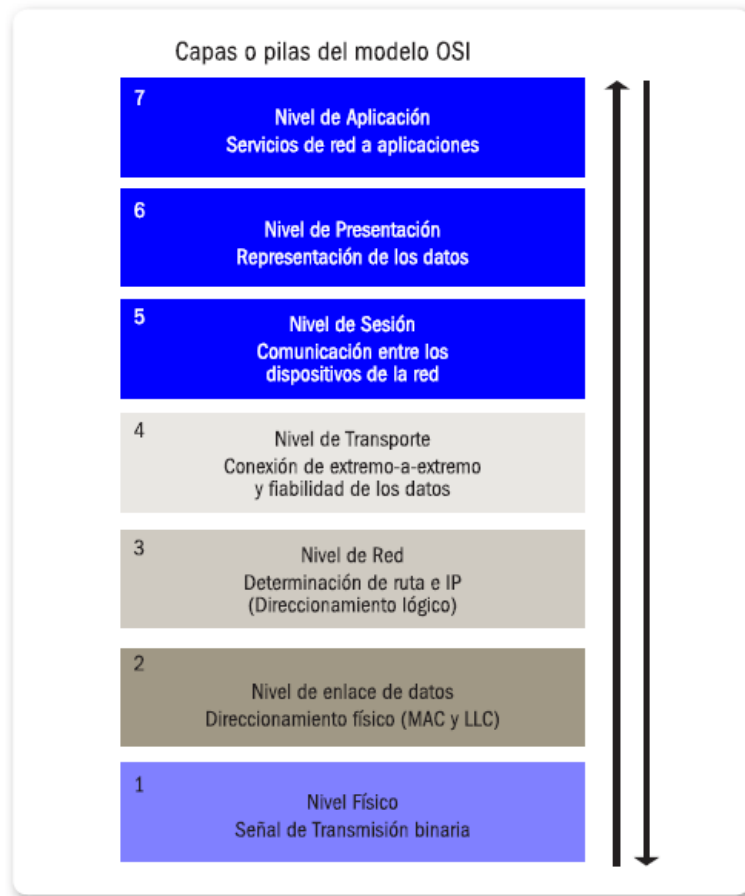 Capas o pilas del modelo OSI
7
Nivel de Aplicación
Servicios de red a aplicaciones
6
Nivel de Presentación
Representación de los datos
5
Nivel de Sesión
Comunicación entre los
dispositivos de la red
4
Nivel de Transporte
Conexión de extremo-a-extremo
y fiabilidad de los datos
3
Nivel de Red
Determinación de ruta e IP
(Direccionamiento lógico)
2
Nivel de enlace de datos
Direccionamiento físico (MAC y LLC)
1
Nivel Físico
Señal de Transmisión binaria